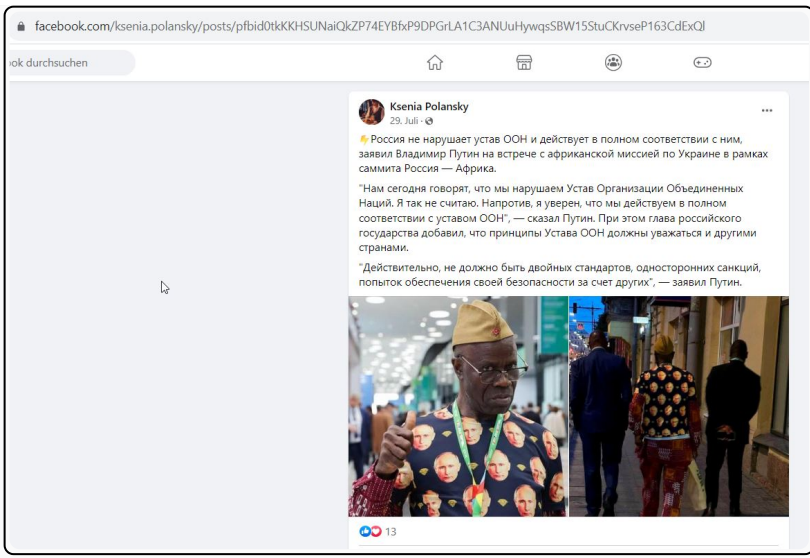 facebook.com/ksenia.polansky/posts/pfbid0tkKKHSUNaiQkZP74EYBfxP9DPGrLA1C3ANUuHywqsSBW15StuCKrvseP163CdExQl
ok durchsuchen
Ksenia Polansky
29. Juli ·
Россия не нарушает устав ООН и действует в полном соответствии с ним,
заявил Владимир Путин на встрече с африканской миссией по Украине в рамках
саммита Россия — Африка.
"Нам сегодня говорят, что мы нарушаем Устав Организации Объединенных
Наций. Я так не считаю. Напротив, я уверен, что мы действуем в полном
соответствии с уставом ООН", — сказал Путин. При этом глава российского
государства добавил, что принципы Устава ООН должны уважаться и другими
странами.
"Действительно, не должно быть двойных стандартов, односторонних санкций,
попыток обеспечения своей безопасности за счет других", — заявил Путин.
13